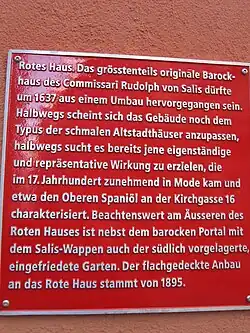 Rotes Haus. Das grösstenteils originale Barock-
haus des Commissari Rudolph von Salis dürfte
um 1637 aus einem Umbau hervorgegangen sein.
Halbwegs scheint sich das Gebäude noch dem
Typus der schmalen Altstadthäuser anzupassen,
halbwegs sucht es bereits jene eigenständige
und repräsentative Wirkung zu erzielen, die
im 17. Jahrhundert zunehmend in Mode kam und
etwa den Oberen Spaniöl an der Kirchgasse 16
charakterisiert. Beachtenswert am Äusseren des
Roten Hauses ist nebst dem barocken Portal mit
dem Salis-Wappen auch der südlich vorgelagerte,
eingefriedete Garten. Der flachgedeckte Anbau
an das Rote Haus stammt von 1895.